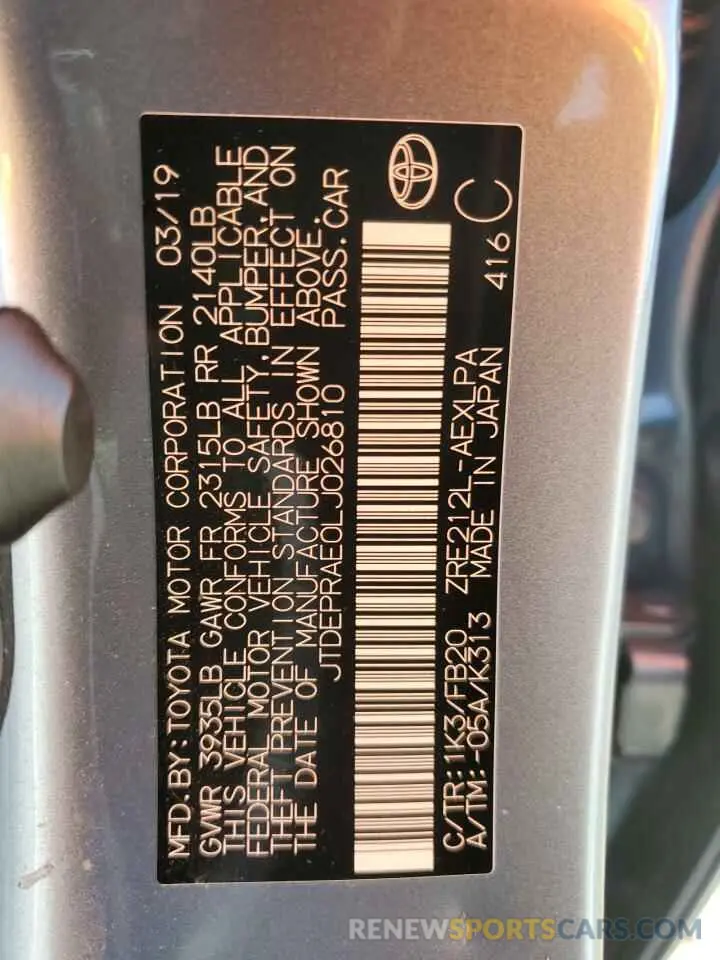 MFD.BY:TOYOTA MOTOR CORPORATION 03/19
GVWR 3935LB GAWR FR 2315LB RR 2140LB
THIS VEHICLE CONFORMS TO ALL APPLICABLE
FEDERAL MOTOR VEHICLE SAFETY,BUMPER,AND
THEFT PREVENTION STANDARDS IN EFFECT ON
THE DATE OF MANUFACTURE SHOWN ABOVE.
JTDEPRAE0LJ026810 PASS.CAR
C/TR:1K3/FB20 ZRE212L-AEXLPA
A/TM:-05A/K313 MADE IN JAPAN 416 C
RENEWSPORTSCARS.COM